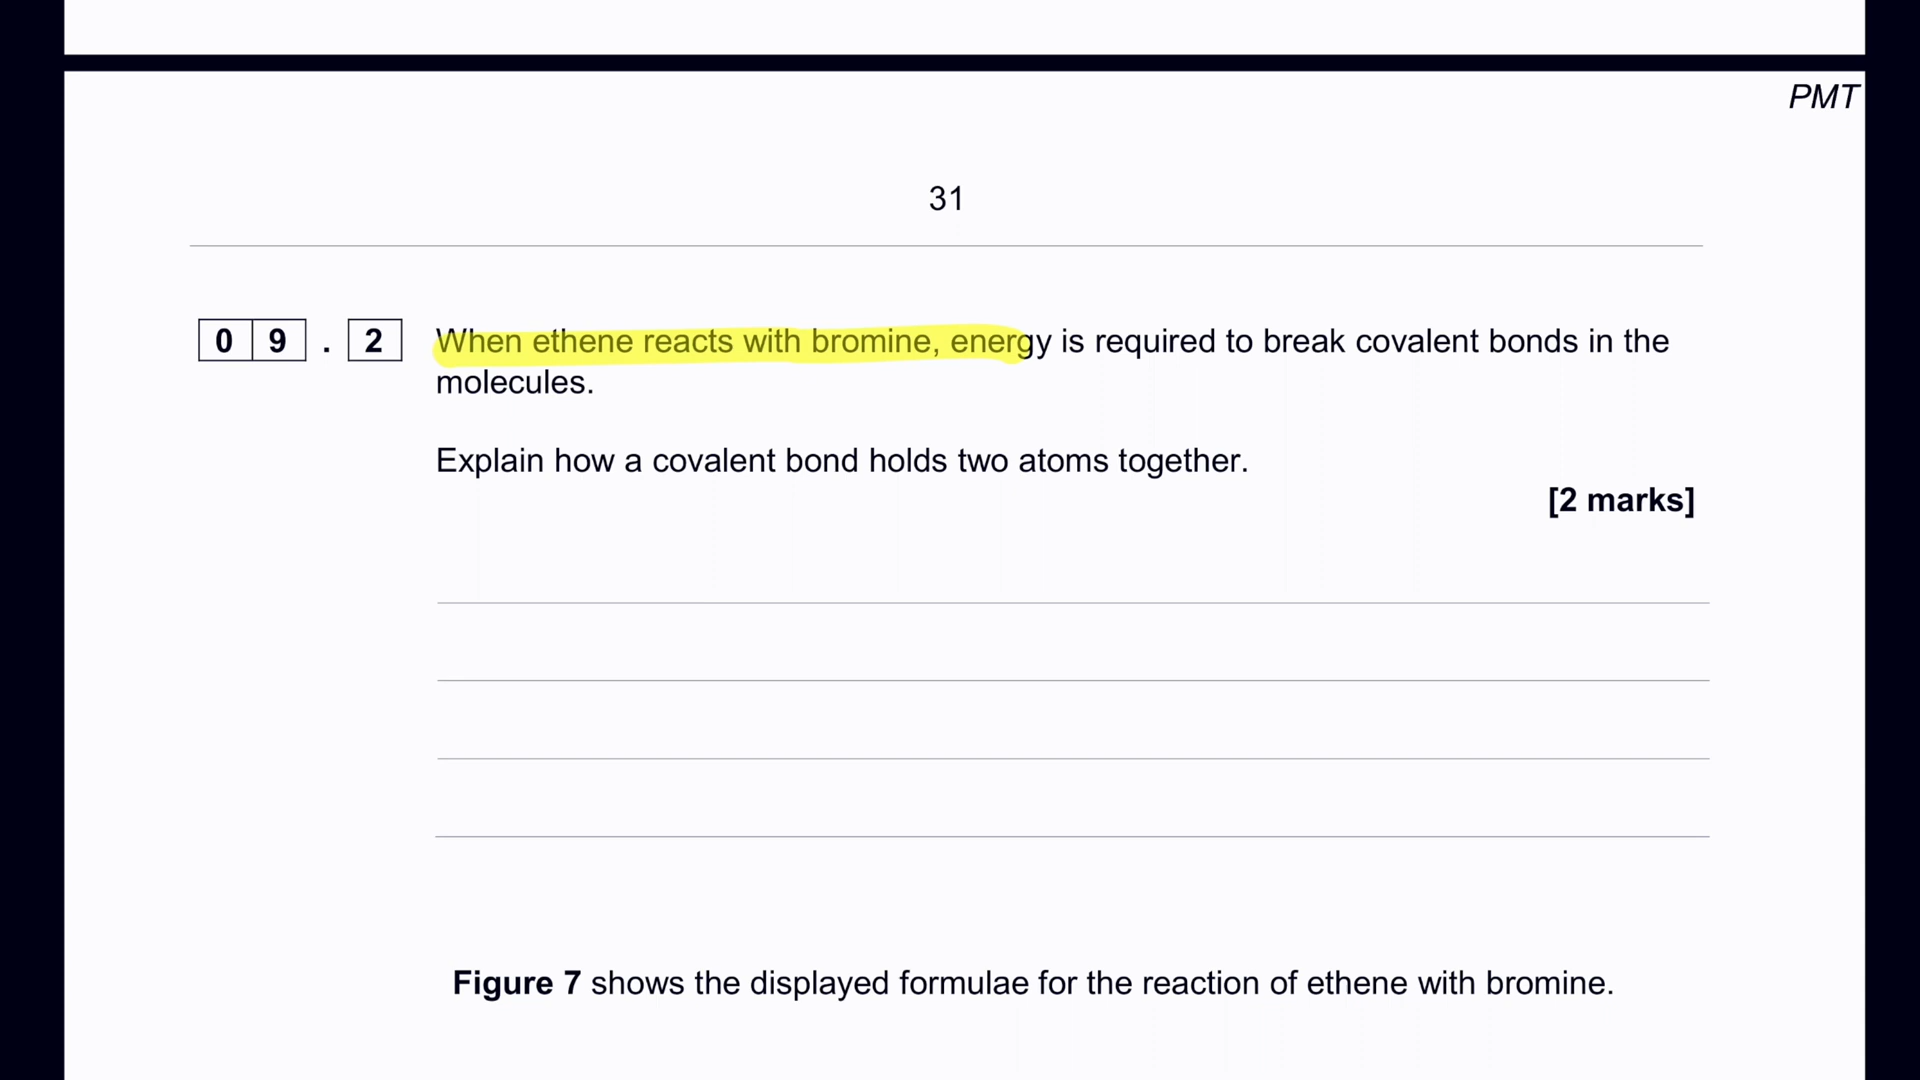 PMT
31
09.2 When ethene reacts with bromine, energy is required to break covalent bonds in the
molecules.
Explain how a covalent bond holds two atoms together.
[2 marks]
Figure 7 shows the displayed formulae for the reaction of ethene with bromine.